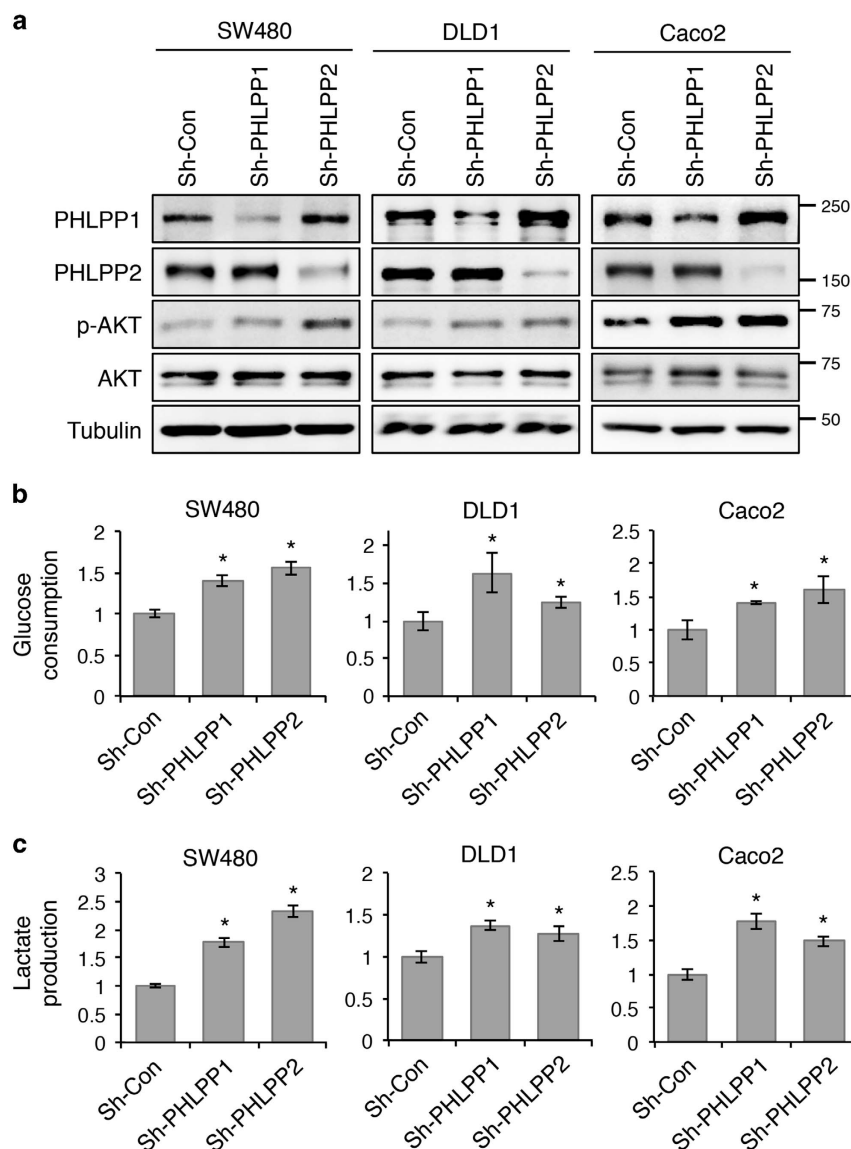 a
SW480 DLD1 Caco2
Sh-Con Sh-PHLPP1 Sh-PHLPP2 Sh-Con Sh-PHLPP1 Sh-PHLPP2 Sh-Con Sh-PHLPP1 Sh-PHLPP2
PHLPP1 250
PHLPP2 150
p-AKT 75
AKT 75
Tubulin 50
b
SW480 DLD1 Caco2
Glucose consumption
2 1.5 1 0.5 0
* *
Sh-Con Sh-PHLPP1 Sh-PHLPP2
2 1.5 1 0.5 0
* *
Sh-Con Sh-PHLPP1 Sh-PHLPP2
2.5 2 1.5 1 0.5 0
* *
Sh-Con Sh-PHLPP1 Sh-PHLPP2
c
SW480 DLD1 Caco2
Lactate production
3 2.5 2 1.5 1 0.5 0
* *
Sh-Con Sh-PHLPP1 Sh-PHLPP2
2 1.5 1 0.5 0
* *
Sh-Con Sh-PHLPP1 Sh-PHLPP2
2.5 2 1.5 1 0.5 0
* *
Sh-Con Sh-PHLPP1 Sh-PHLPP2